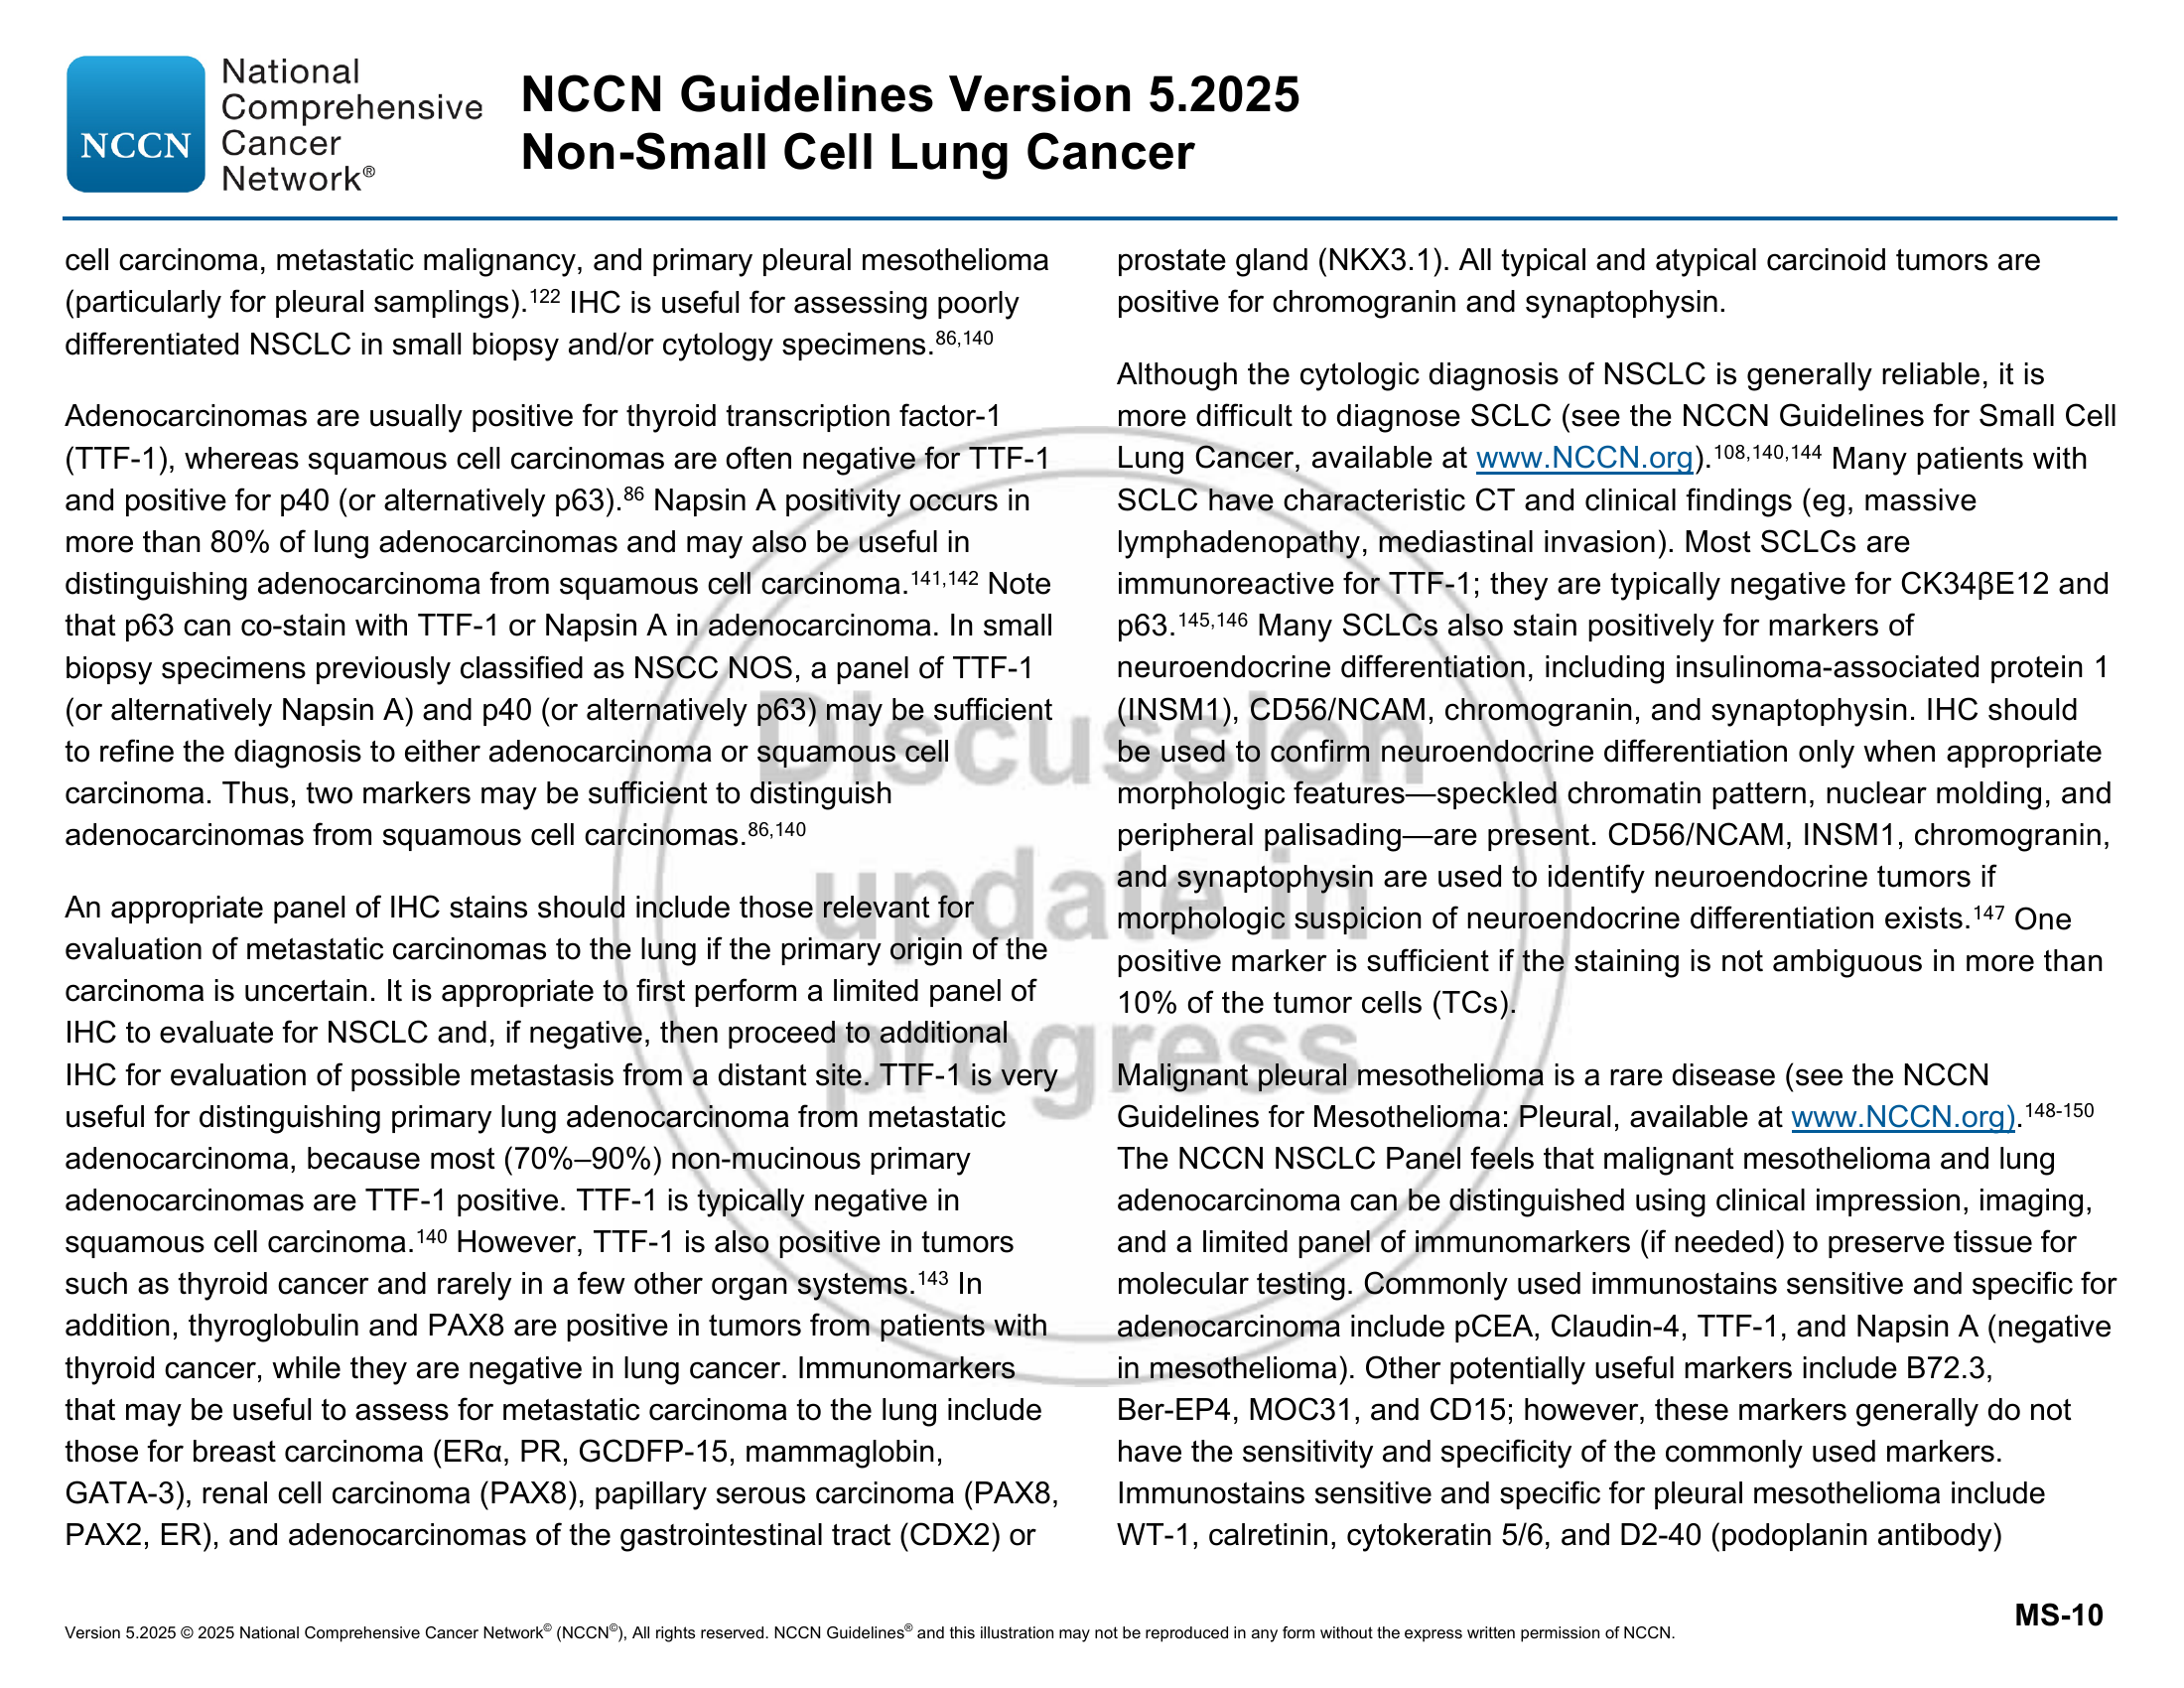 National
Comprehensive
Cancer
Network®
NCCN
NCCN Guidelines Version 5.2025
Non-Small Cell Lung Cancer
cell carcinoma, metastatic malignancy, and primary pleural mesothelioma
(particularly for pleural samplings).122 IHC is useful for assessing poorly
differentiated NSCLC in small biopsy and/or cytology specimens.86,140
Adenocarcinomas are usually positive for thyroid transcription factor-1
(TTF-1), whereas squamous cell carcinomas are often negative for TTF-1
and positive for p40 (or alternatively p63).86 Napsin A positivity occurs in
more than 80% of lung adenocarcinomas and may also be useful in
distinguishing adenocarcinoma from squamous cell carcinoma.141,142 Note
that p63 can co-stain with TTF-1 or Napsin A in adenocarcinoma. In small
biopsy specimens previously classified as NSCC NOS, a panel of TTF-1
(or alternatively Napsin A) and p40 (or alternatively p63) may be sufficient
to refine the diagnosis to either adenocarcinoma or squamous cell
carcinoma. Thus, two markers may be sufficient to distinguish
adenocarcinomas from squamous cell carcinomas.86,140
An appropriate panel of IHC stains should include those relevant for
evaluation of metastatic carcinomas to the lung if the primary origin of the
carcinoma is uncertain. It is appropriate to first perform a limited panel of
IHC to evaluate for NSCLC and, if negative, then proceed to additional
IHC for evaluation of possible metastasis from a distant site. TTF-1 is very
useful for distinguishing primary lung adenocarcinoma from metastatic
adenocarcinoma, because most (70%–90%) non-mucinous primary
adenocarcinomas are TTF-1 positive. TTF-1 is typically negative in
squamous cell carcinoma.140 However, TTF-1 is also positive in tumors
such as thyroid cancer and rarely in a few other organ systems.143 In
addition, thyroglobulin and PAX8 are positive in tumors from patients with
thyroid cancer, while they are negative in lung cancer. Immunomarkers
that may be useful to assess for metastatic carcinoma to the lung include
those for breast carcinoma (ERα, PR, GCDFP-15, mammaglobin,
GATA-3), renal cell carcinoma (PAX8), papillary serous carcinoma (PAX8,
PAX2, ER), and adenocarcinomas of the gastrointestinal tract (CDX2) or
prostate gland (NKX3.1). All typical and atypical carcinoid tumors are
positive for chromogranin and synaptophysin.
Although the cytologic diagnosis of NSCLC is generally reliable, it is
more difficult to diagnose SCLC (see the NCCN Guidelines for Small Cell
Lung Cancer, available at www.NCCN.org).108,140,144 Many patients with
SCLC have characteristic CT and clinical findings (eg, massive
lymphadenopathy, mediastinal invasion). Most SCLCs are
immunoreactive for TTF-1; they are typically negative for CK34βE12 and
p63.145,146 Many SCLCs also stain positively for markers of
neuroendocrine differentiation, including insulinoma-associated protein 1
(INSM1), CD56/NCAM, chromogranin, and synaptophysin. IHC should
be used to confirm neuroendocrine differentiation only when appropriate
morphologic features—speckled chromatin pattern, nuclear molding, and
peripheral palisading—are present. CD56/NCAM, INSM1, chromogranin,
and synaptophysin are used to identify neuroendocrine tumors if
morphologic suspicion of neuroendocrine differentiation exists.147 One
positive marker is sufficient if the staining is not ambiguous in more than
10% of the tumor cells (TCs).
Malignant pleural mesothelioma is a rare disease (see the NCCN
Guidelines for Mesothelioma: Pleural, available at www.NCCN.org).148-150
The NCCN NSCLC Panel feels that malignant mesothelioma and lung
adenocarcinoma can be distinguished using clinical impression, imaging,
and a limited panel of immunomarkers (if needed) to preserve tissue for
molecular testing. Commonly used immunostains sensitive and specific for
adenocarcinoma include pCEA, Claudin-4, TTF-1, and Napsin A (negative
in mesothelioma). Other potentially useful markers include B72.3,
Ber-EP4, MOC31, and CD15; however, these markers generally do not
have the sensitivity and specificity of the commonly used markers.
Immunostains sensitive and specific for pleural mesothelioma include
WT-1, calretinin, cytokeratin 5/6, and D2-40 (podoplanin antibody)
Discussion
update in
progress
MS-10
Version 5.2025 © 2025 National Comprehensive Cancer Network© (NCCN©), All rights reserved. NCCN Guidelines® and this illustration may not be reproduced in any form without the express written permission of NCCN.